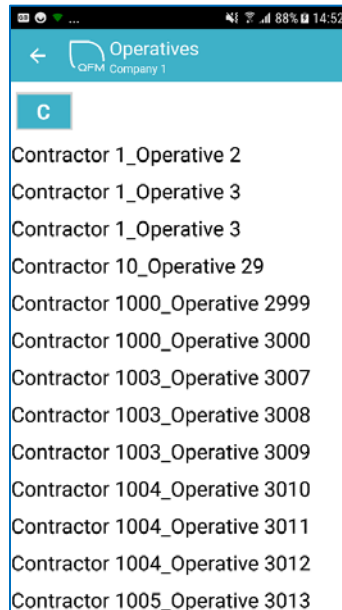 ... 88% 14:52
Operatives
QFM Company 1
C
Contractor 1_Operative 2
Contractor 1_Operative 3
Contractor 1_Operative 3
Contractor 10_Operative 29
Contractor 1000_Operative 2999
Contractor 1000_Operative 3000
Contractor 1003_Operative 3007
Contractor 1003_Operative 3008
Contractor 1003_Operative 3009
Contractor 1004_Operative 3010
Contractor 1004_Operative 3011
Contractor 1004_Operative 3012
Contractor 1005_Operative 3013